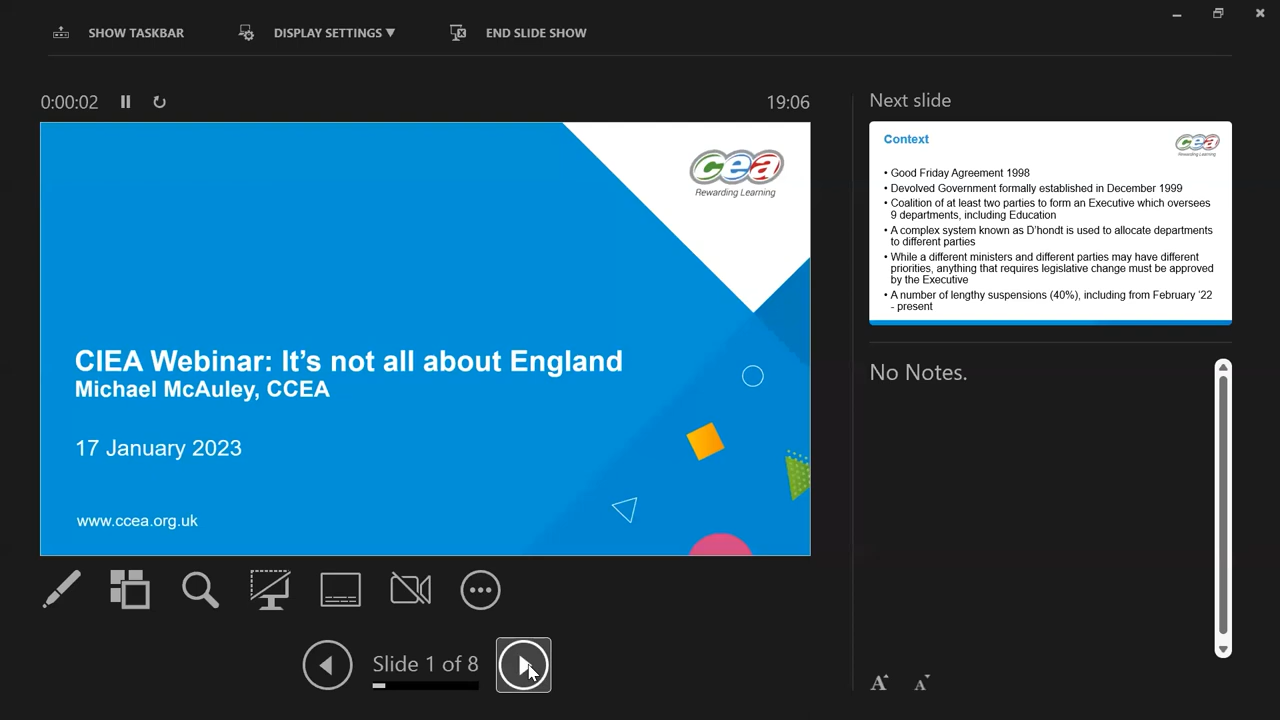 SHOW TASKBAR
DISPLAY SETTINGS ▼
END SLIDE SHOW
0:00:02
19:06
ccea
Rewarding Learning
CIEA Webinar: It's not all about England
Michael McAuley, CCEA
17 January 2023
www.ccea.org.uk
Slide 1 of 8
Next slide
Context
ccea
Rewarding Learning
• Good Friday Agreement 1998
• Devolved Government formally established in December 1999
• Coalition of at least two parties to form an Executive which oversees
9 departments, including Education
• A complex system known as D'hondt is used to allocate departments
to different parties
• While a different ministers and different parties may have different
priorities, anything that requires legislative change must be approved
by the Executive
• A number of lengthy suspensions (40%), including from February '22
- present
No Notes.
A A